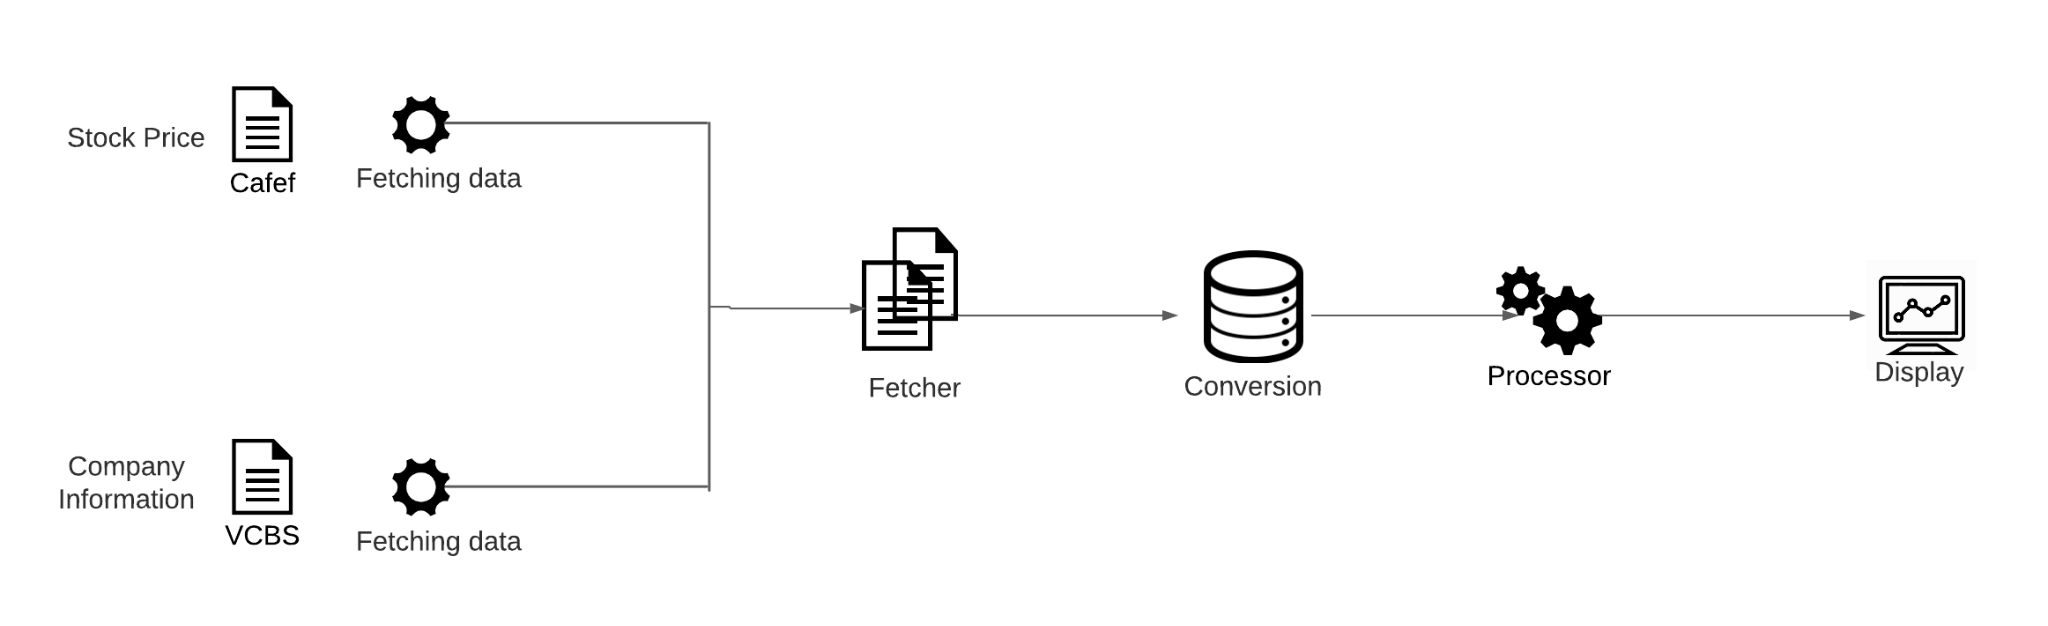 Stock Price
Cafef
Fetching data
Fetcher
Conversion
Processor
Display
Company
Information
VCBS
Fetching data